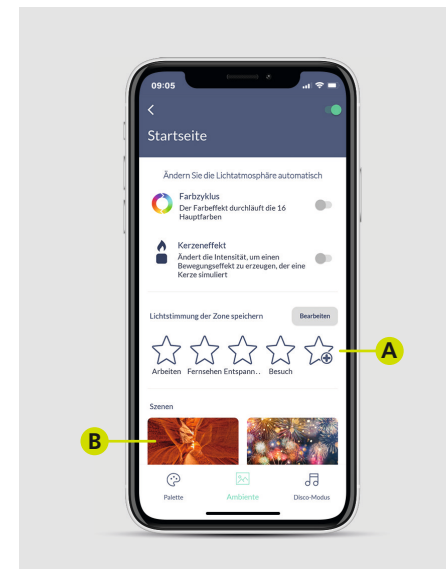 09:05
Startseite
Ändern Sie die Lichtatmosphäre automatisch
Farbzyklus
Der Farbeffekt durchläuft die 16
Hauptfarben
Kerzeneffekt
Ändert die Intensität, um einen
Bewegungseffekt zu erzeugen, der eine
Kerze simuliert
Lichtstimmung der Zone speichern
Bearbeiten
A
Arbeiten Fernsehen Entspann.. Besuch
Szenen
B
Palette Ambiente Disco-Modus